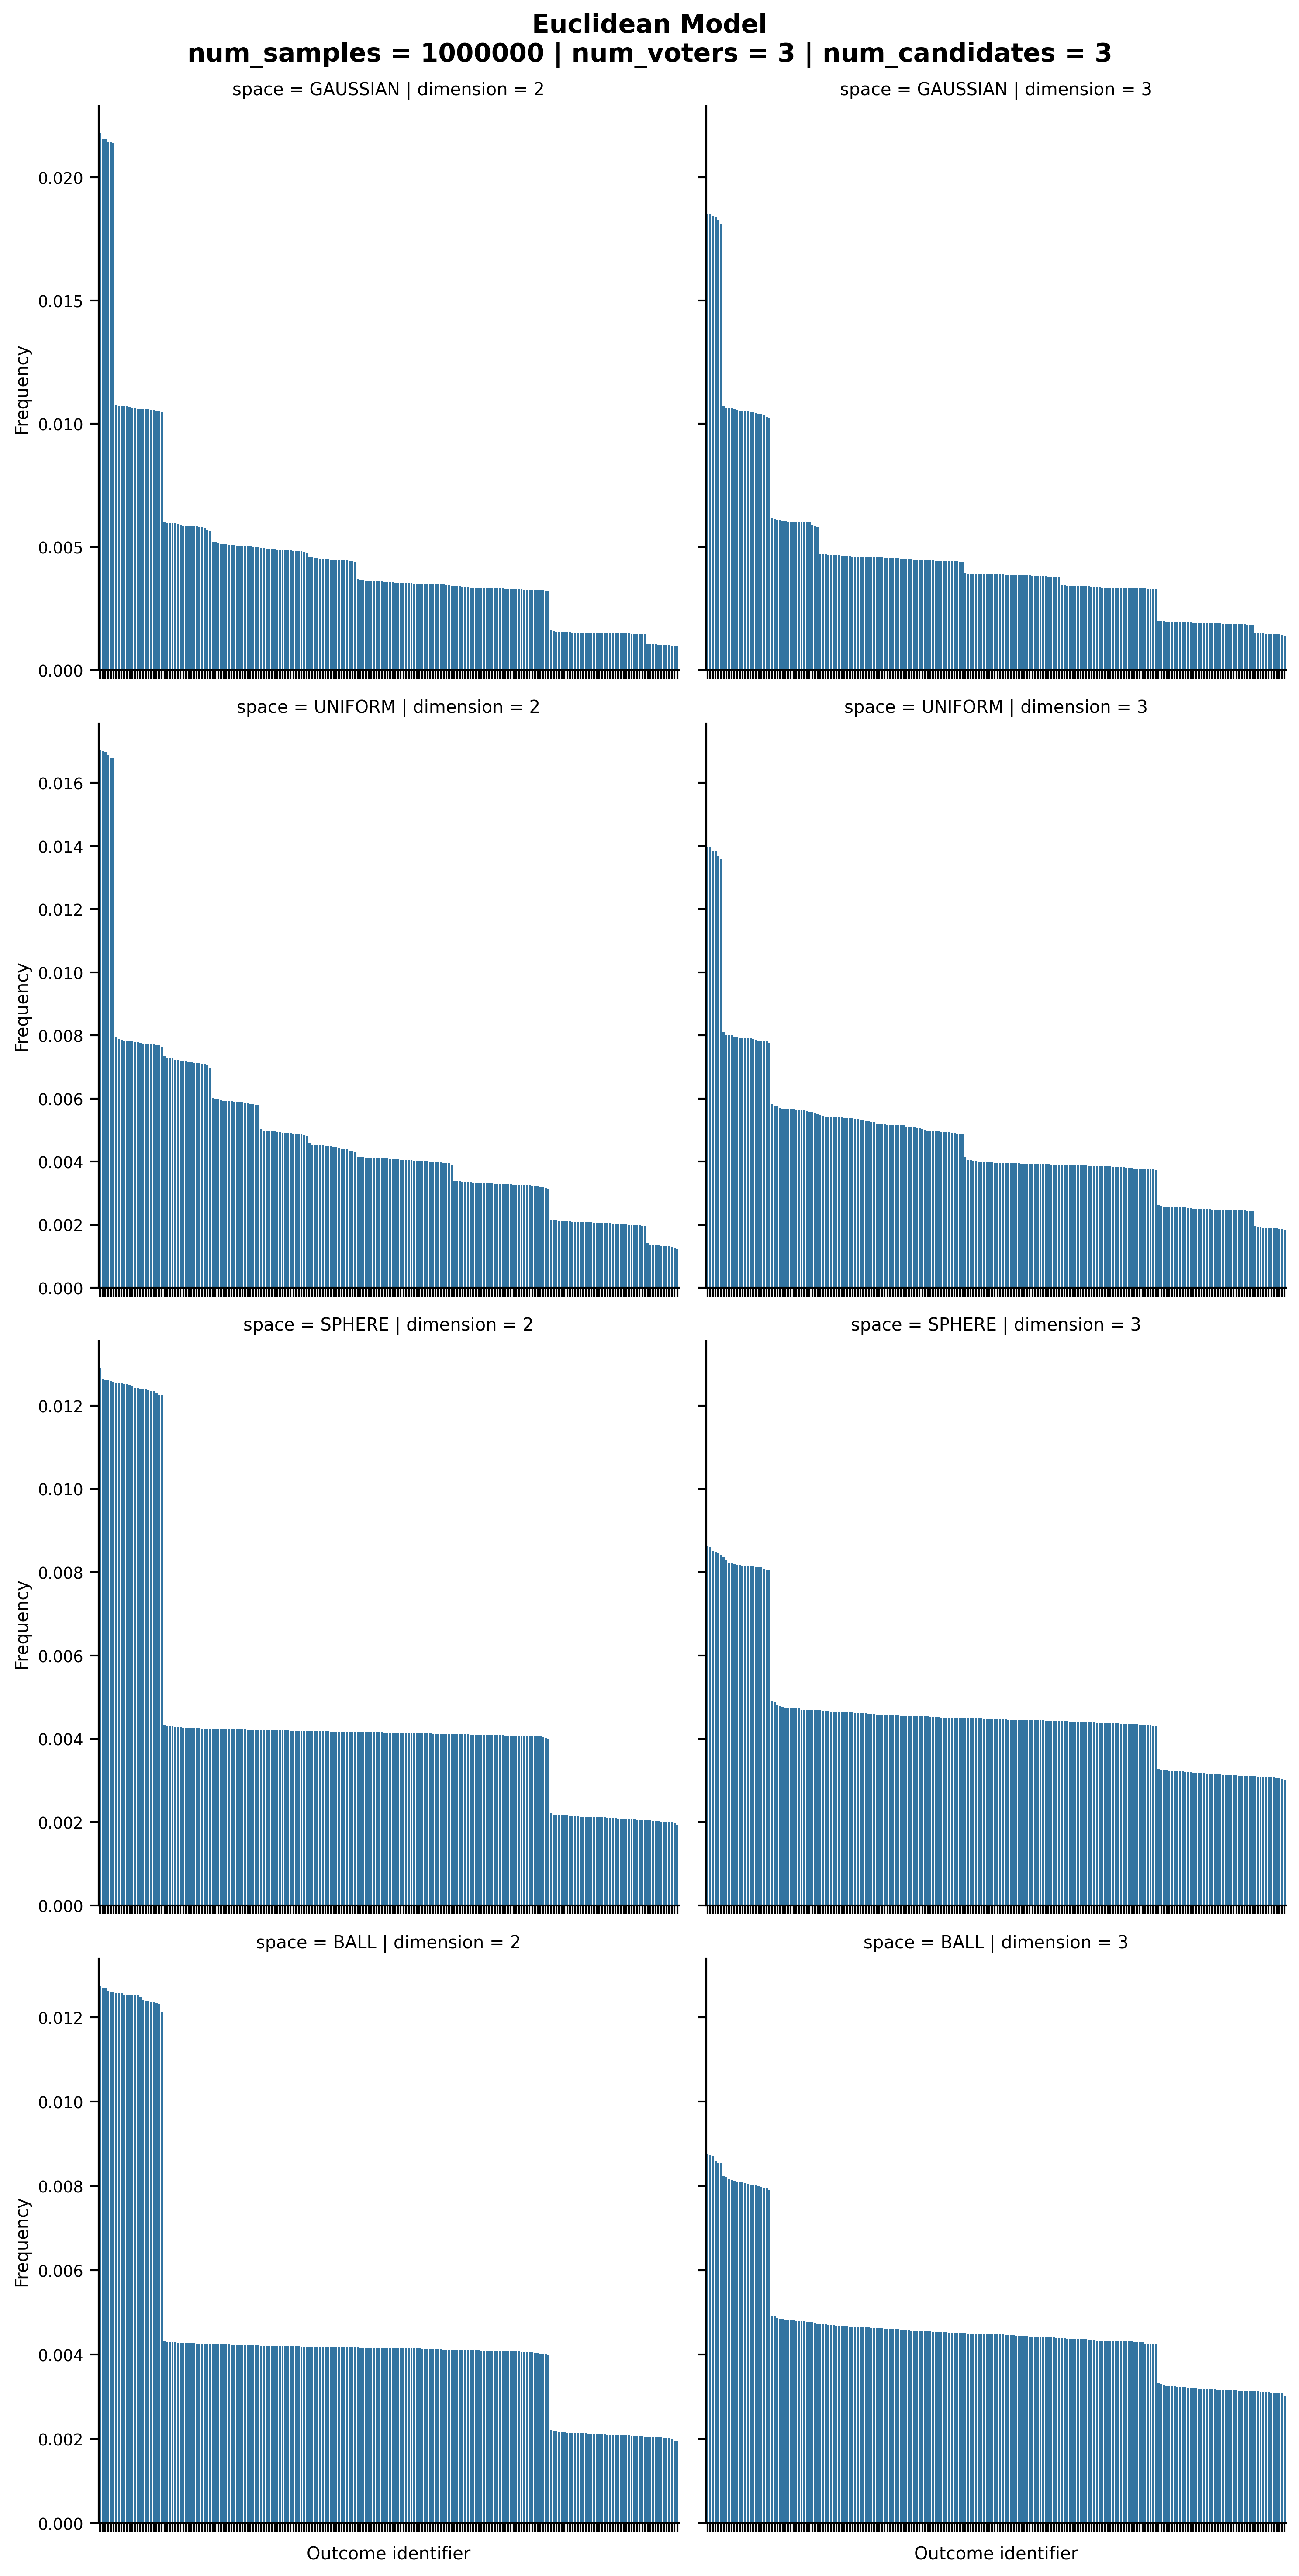 Euclidean Model
num_samples = 1000000 | num_voters = 3 | num_candidates = 3
space = GAUSSIAN | dimension = 2
space = GAUSSIAN | dimension = 3
0.020
0.015
0.010
0.005
0.000
Frequency
space = UNIFORM | dimension = 2
space = UNIFORM | dimension = 3
0.016
0.014
0.012
0.010
0.008
0.006
0.004
0.002
0.000
Frequency
space = SPHERE | dimension = 2
space = SPHERE | dimension = 3
0.012
0.010
0.008
0.006
0.004
0.002
0.000
Frequency
space = BALL | dimension = 2
space = BALL | dimension = 3
0.012
0.010
0.008
0.006
0.004
0.002
0.000
Frequency
Outcome identifier
Outcome identifier